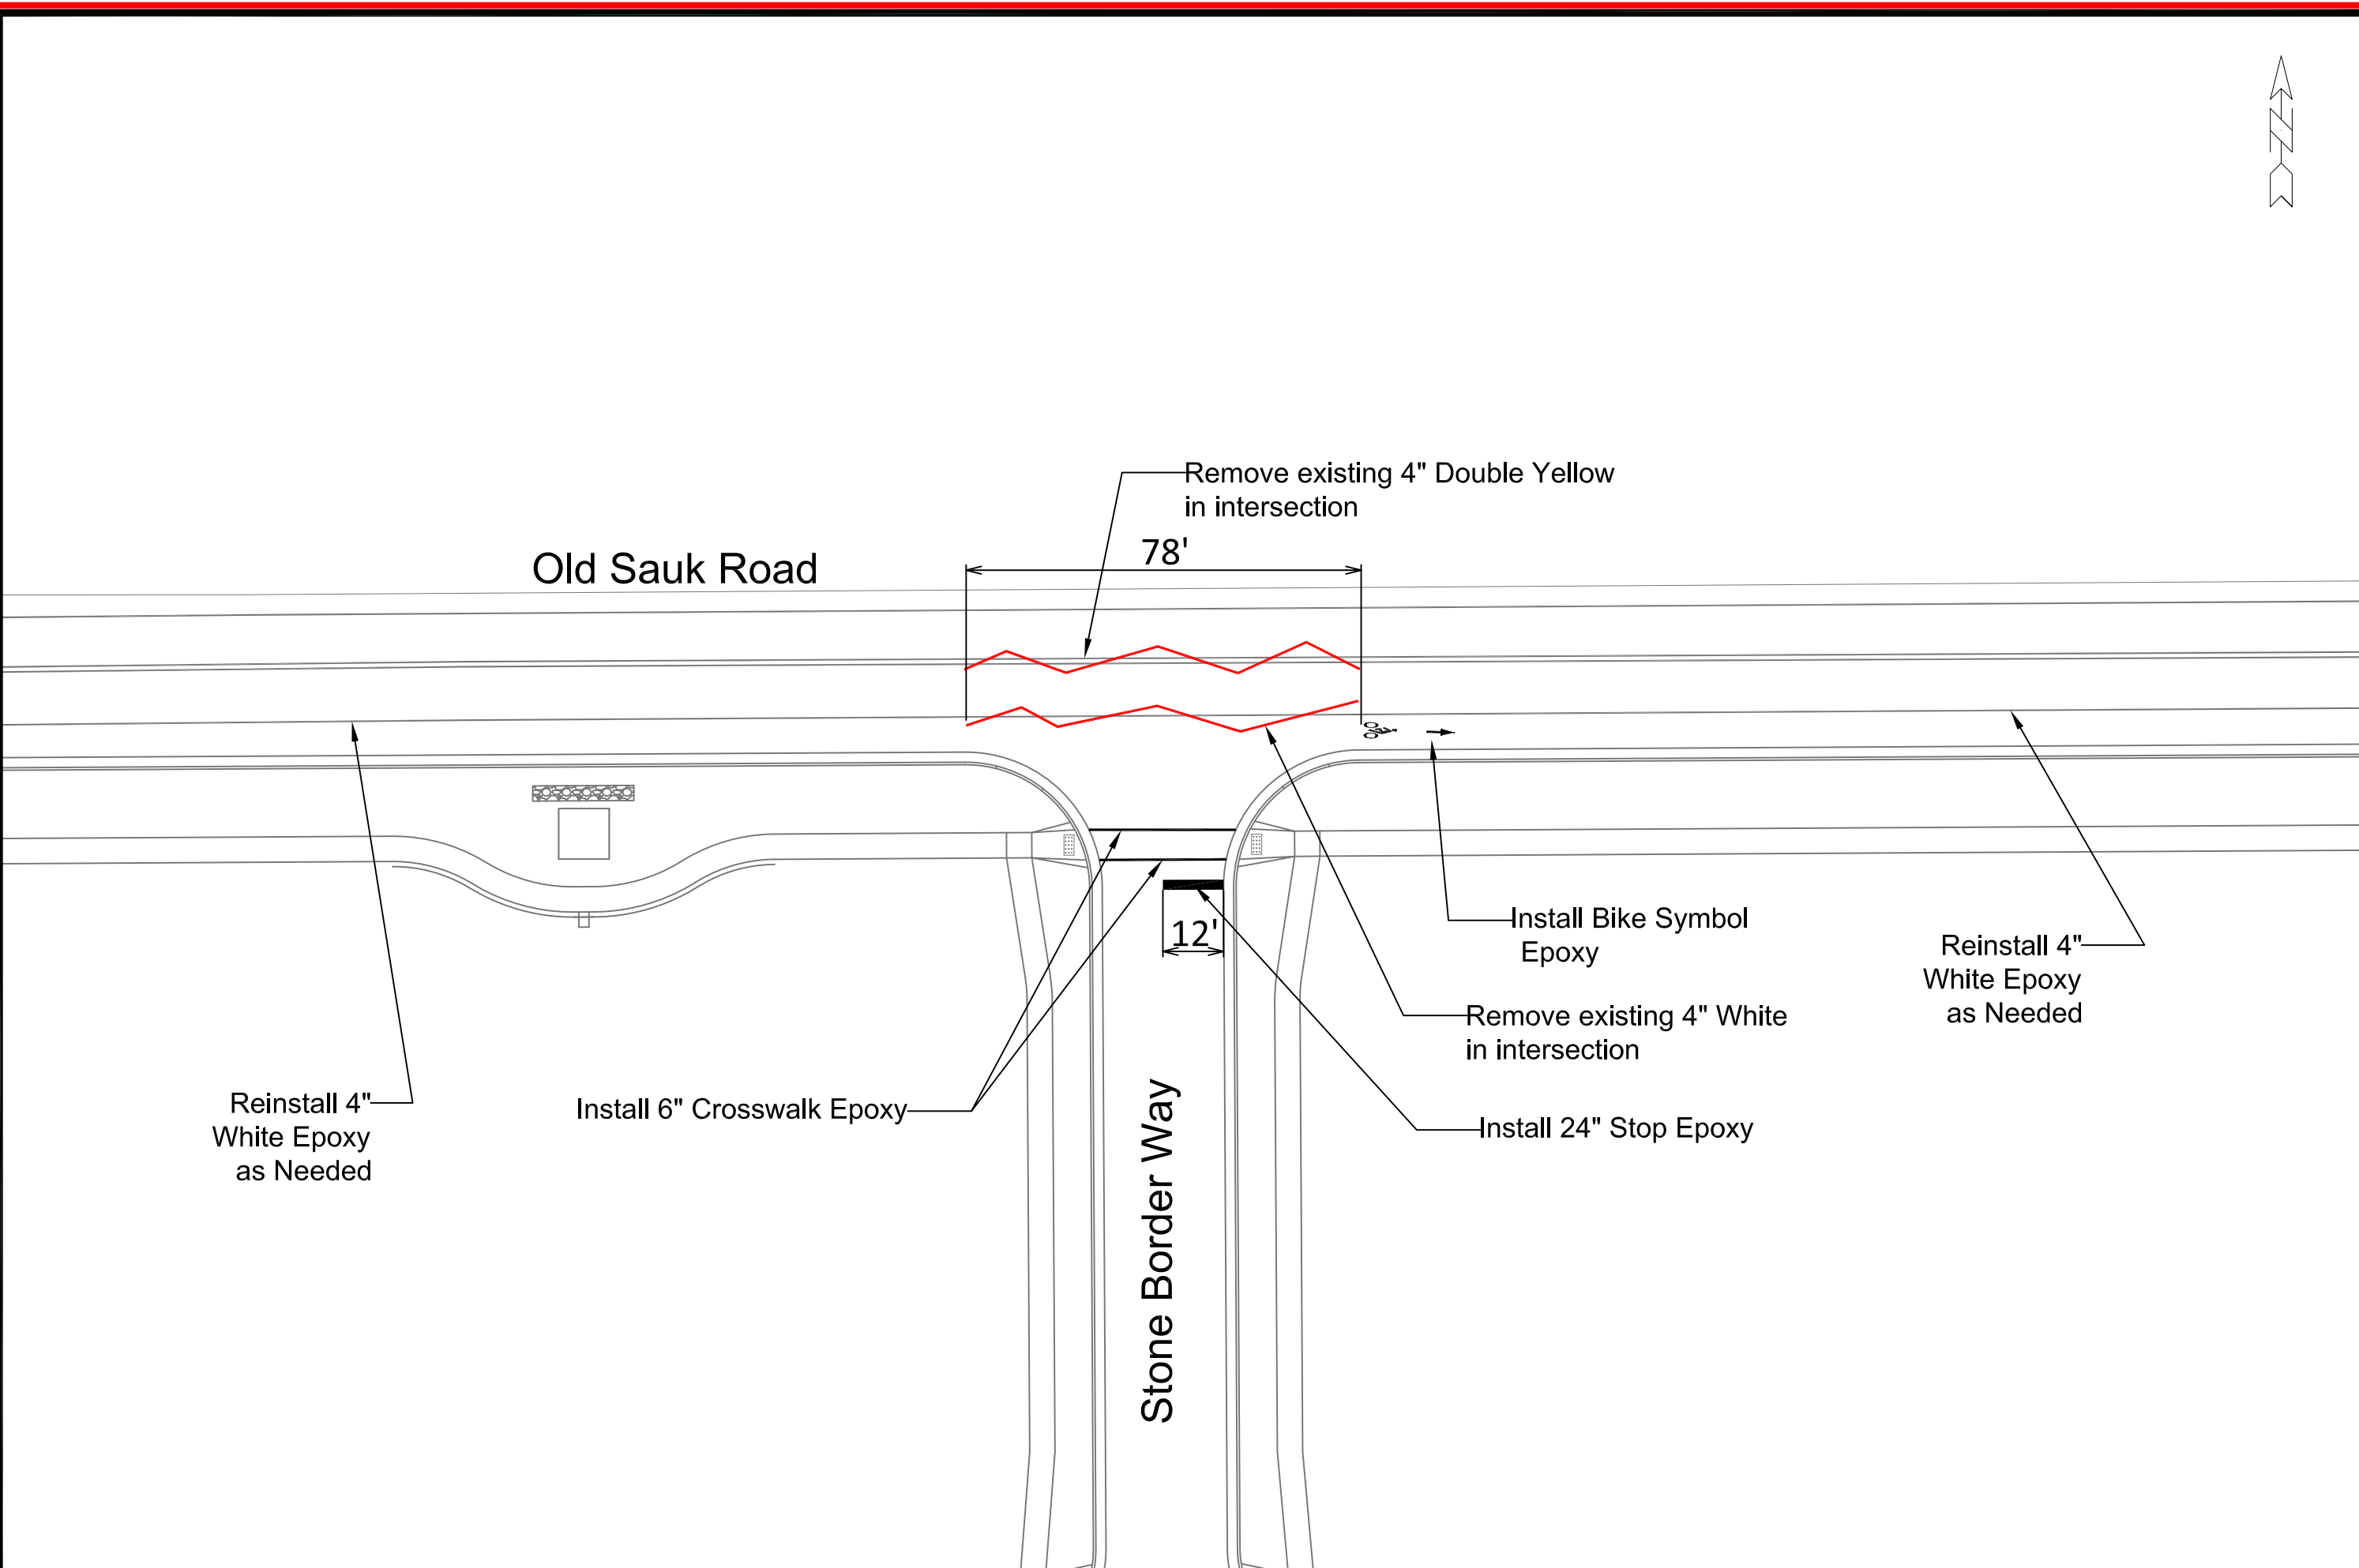 N
Remove existing 4" Double Yellow
in intersection
78'
Old Sauk Road
12'
Install Bike Symbol
Epoxy
Reinstall 4"
White Epoxy
as Needed
Remove existing 4" White
in intersection
Reinstall 4"
White Epoxy
as Needed
Install 6" Crosswalk Epoxy
Install 24" Stop Epoxy
Stone Border Way